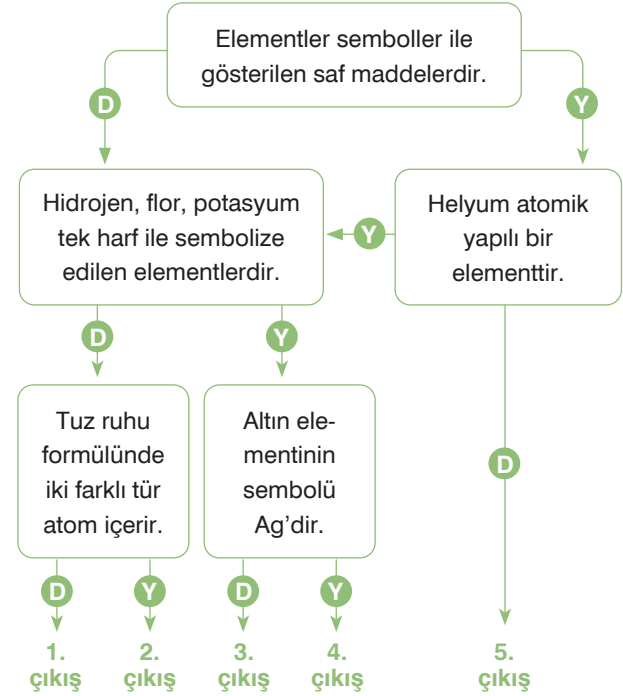 Elementler semboller ile
gösterilen saf maddelerdir.
D
Y
Hidrojen, flor, potasyum
tek harf ile sembolize
edilen elementlerdir.
Y
Helyum atomik
yapılı bir
elementtir.
D
Y
Tuz ruhu
formülünde
iki farklı tür
atom içerir.
Altın ele-
mentinin
sembolü
Ag’dir.
D
D
Y
D
Y
1.
çıkış
2.
çıkış
3.
çıkış
4.
çıkış
5.
çıkış